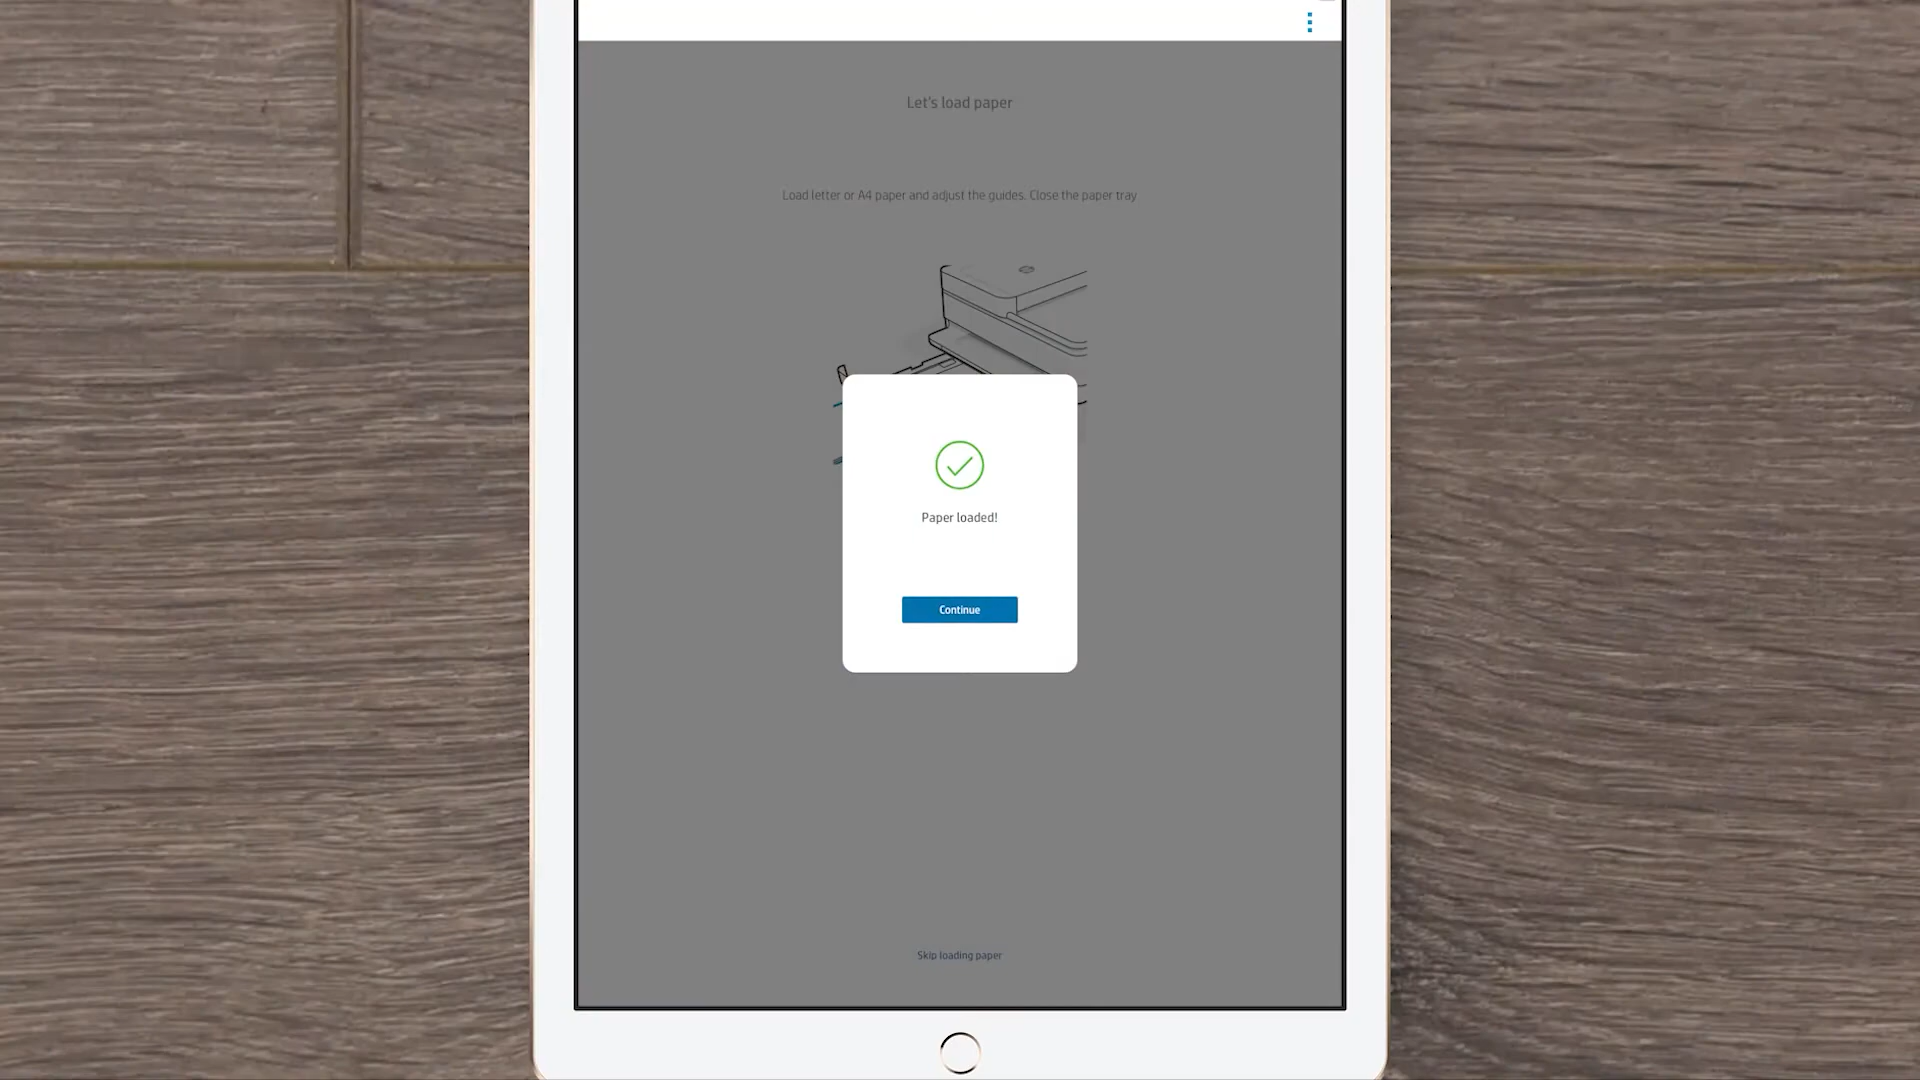 Let's load paper
Load letter or A4 paper and adjust the guides. Close the paper tray
Paper loaded!
Continue
Skip loading paper